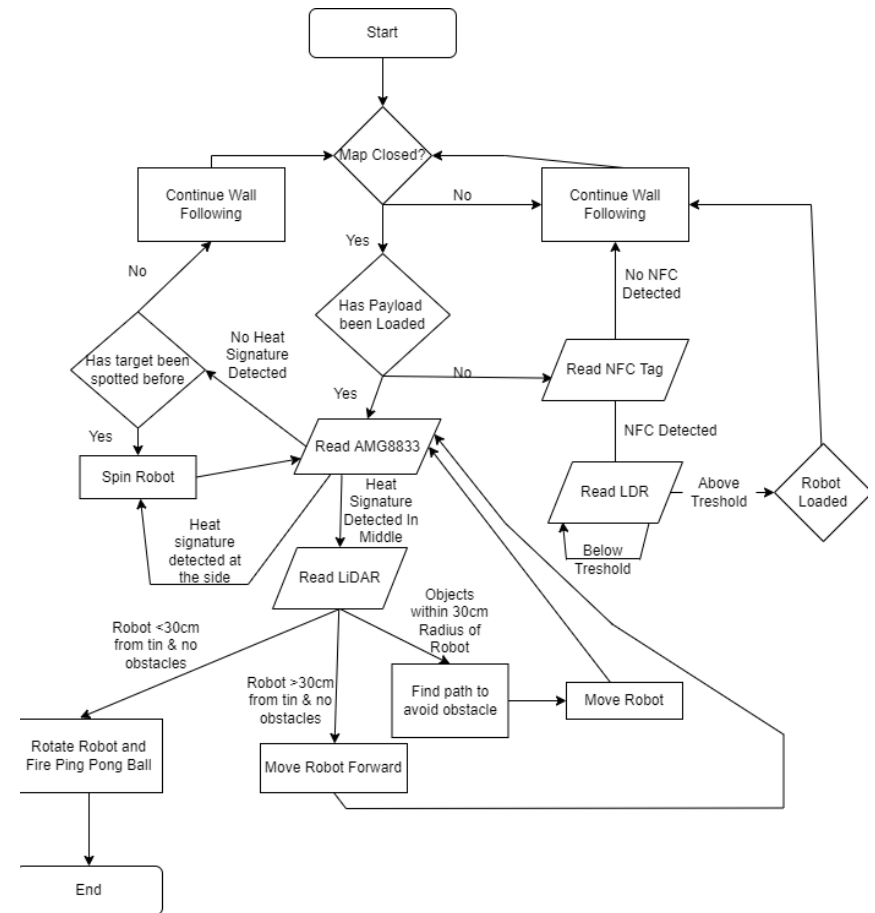 Start
Map Closed?
Continue Wall
Following
No
Continue Wall
Following
Yes
No
Has Payload
been Loaded
No NFC
Detected
No Heat
Signature
Detected
Has target been
spotted before
No
Read NFC Tag
Yes
Yes
Read AMG8833
NFC Detected
Spin Robot
Heat
Signature
Detected In
Middle
Read LDR
Above
Treshold
Robot
Loaded
Heat
signature
detected at
the side
Below
Treshold
Read LiDAR
Objects
within 30cm
Radius of
Robot
Robot <30cm
from tin & no
obstacles
Robot >30cm
from tin & no
obstacles
Find path to
avoid obstacle
Move Robot
Rotate Robot and
Fire Ping Pong Ball
Move Robot Forward
End